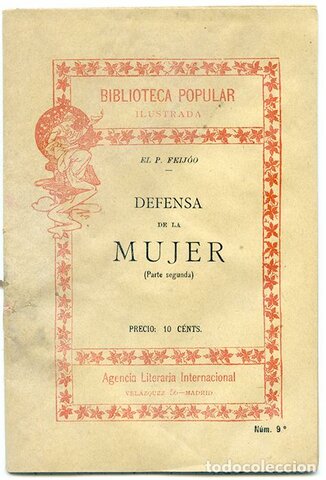 BIBLIOTECA POPULAR
ILUSTRADA
EL P. FEIJÓO
DEFENSA
DE LA
MUJER
(Parte segunda)
PRECIO: 10 CÉNTS.
Agencia Literaria Internacional
VELÁZQUEZ 56—MADRID
Núm. 9.º
todocoleccion